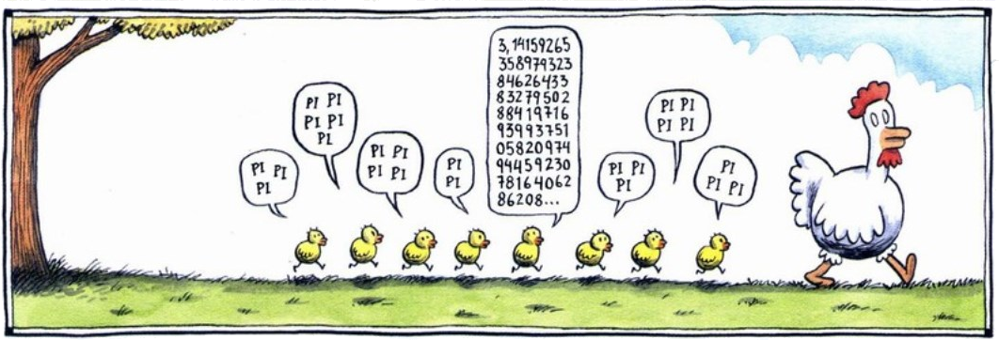 PI PI
PI
PI PI
PI PI
PI
PI PI
PI PI
PI
PI
3,14159265
358979323
84626433
83279502
88419716
93993751
05820974
94459230
78164062
86208...
PI PI
PI
PI PI
PI PI
PI
PI PI